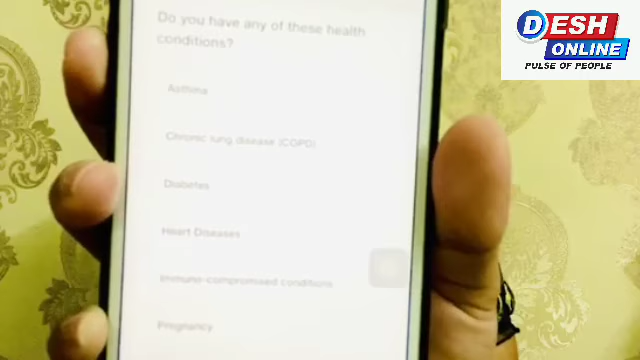 Do you have any of these health
conditions?
Asthma
Chronic lung disease (COPD)
Diabetes
Heart Diseases
Immune-compromised conditions
Pregnancy
DESH
ONLINE
PULSE OF PEOPLE